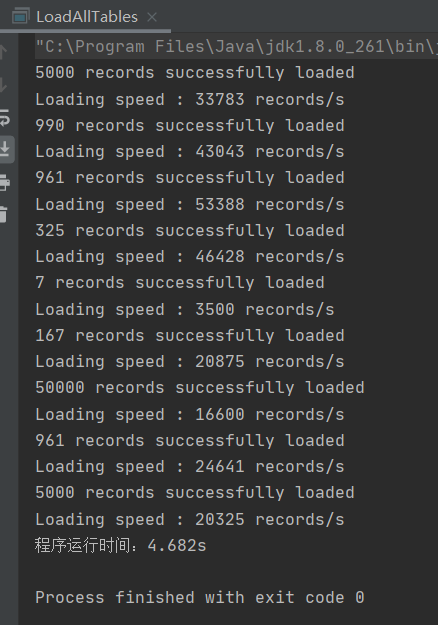 LoadAllTables
"C:\Program Files\Java\jdk1.8.0_261\bin\
5000 records successfully loaded
Loading speed : 33783 records/s
990 records successfully loaded
Loading speed : 43043 records/s
961 records successfully loaded
Loading speed : 53388 records/s
325 records successfully loaded
Loading speed : 46428 records/s
7 records successfully loaded
Loading speed : 3500 records/s
167 records successfully loaded
Loading speed : 20875 records/s
50000 records successfully loaded
Loading speed : 16600 records/s
961 records successfully loaded
Loading speed : 24641 records/s
5000 records successfully loaded
Loading speed : 20325 records/s
程序运行时间：4.682s
Process finished with exit code 0